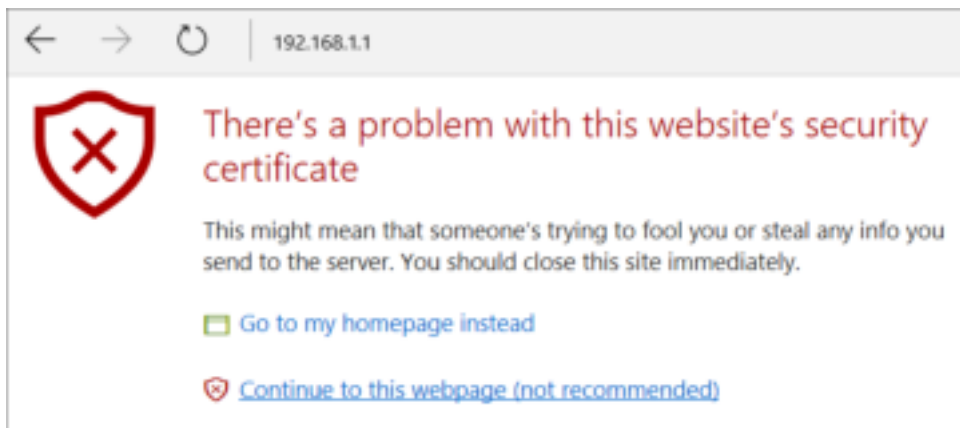 192.168.1.1
There's a problem with this website's security
certificate
This might mean that someone's trying to fool you or steal any info you
send to the server. You should close this site immediately.
Go to my homepage instead
Continue to this webpage (not recommended)